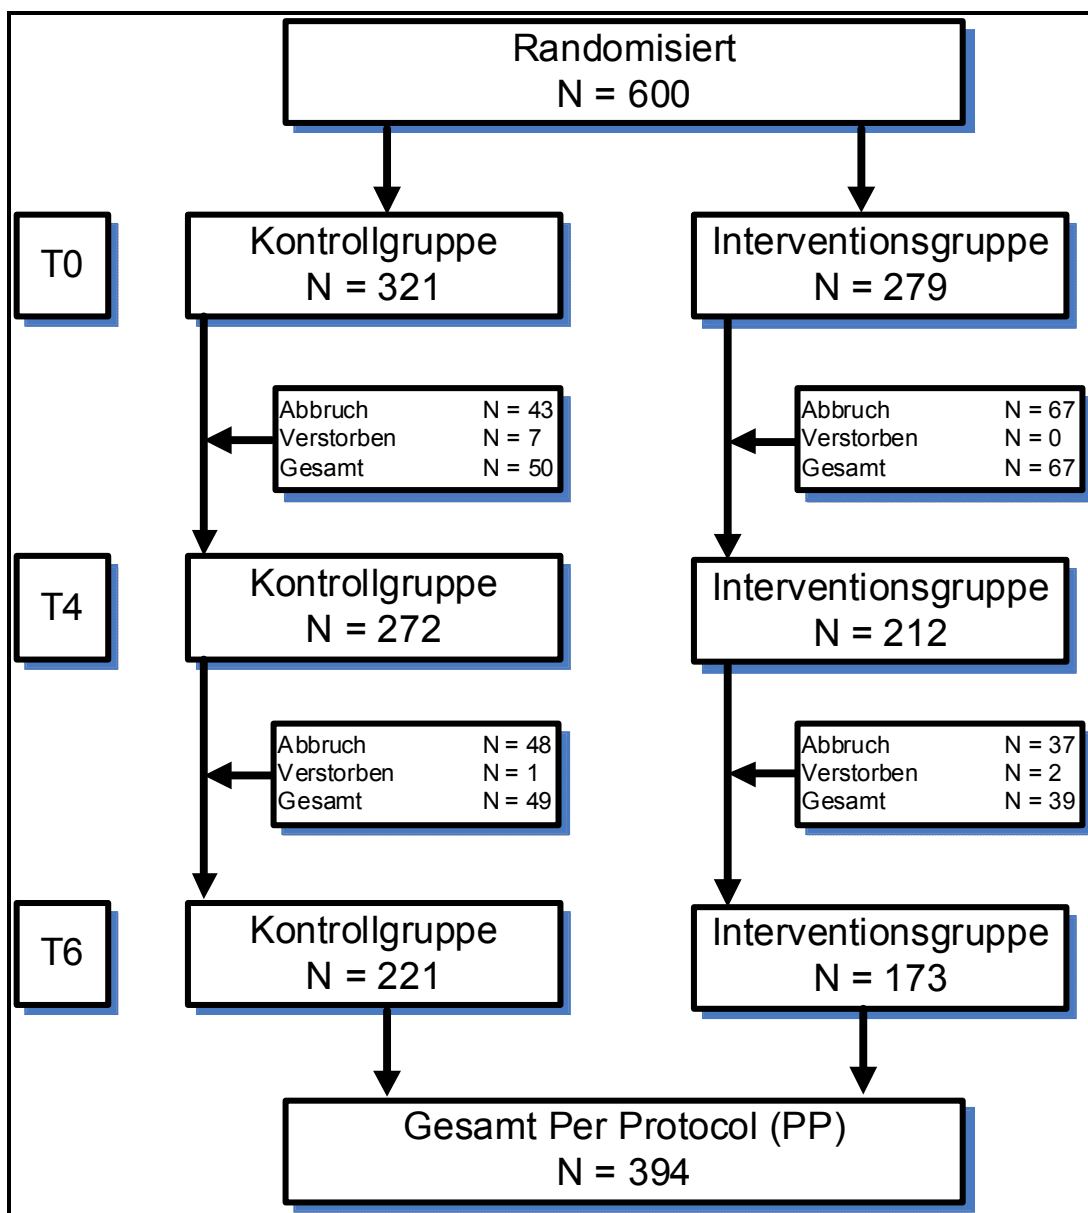 Randomisiert
N = 600
T0
Kontrollgruppe
N = 321
Interventionsgruppe
N = 279
Abbruch N = 43
Verstorben N = 7
Gesamt N = 50
Abbruch N = 67
Verstorben N = 0
Gesamt N = 67
T4
Kontrollgruppe
N = 272
Interventionsgruppe
N = 212
Abbruch N = 48
Verstorben N = 1
Gesamt N = 49
Abbruch N = 37
Verstorben N = 2
Gesamt N = 39
T6
Kontrollgruppe
N = 221
Interventionsgruppe
N = 173
Gesamt Per Protocol (PP)
N = 394